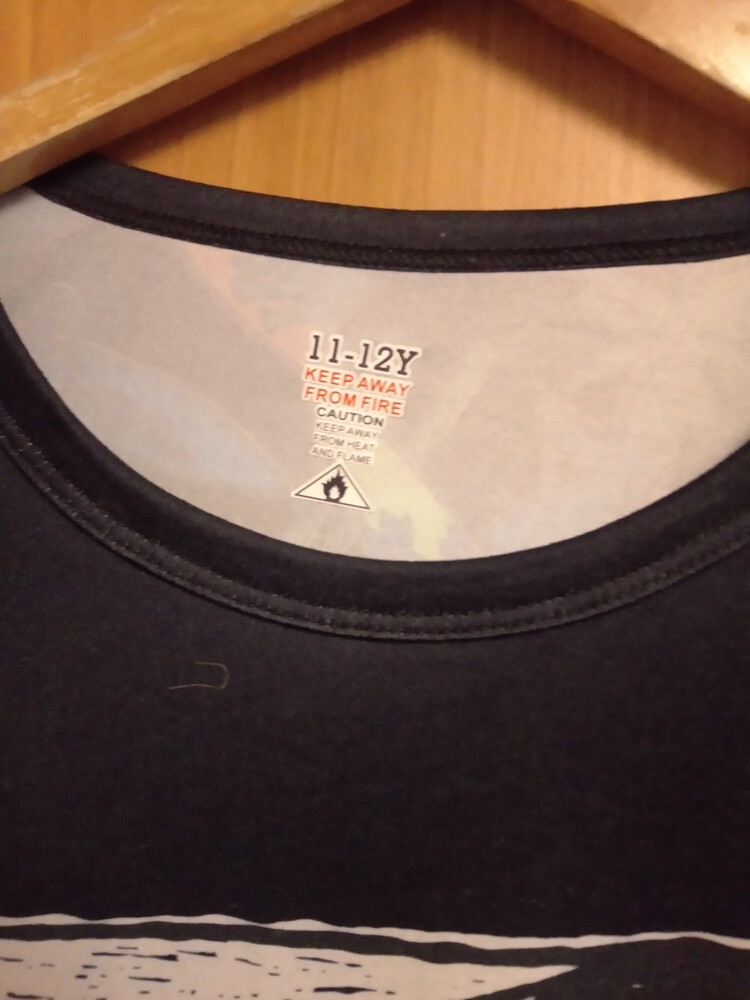 11-12Y
KEEP AWAY
FROM FIRE
CAUTION
KEEP AWAY
FROM HEAT
AND FLAME